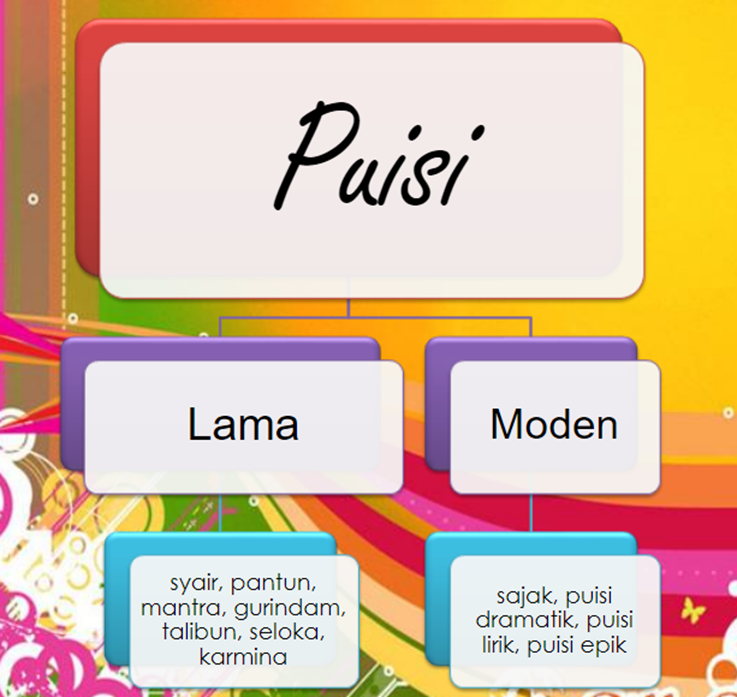 Puisi
Lama
Moden
syair, pantun,
mantra, gurindam,
talibun, seloka,
karmina
sajak, puisi
dramatik, puisi
lirik, puisi epik